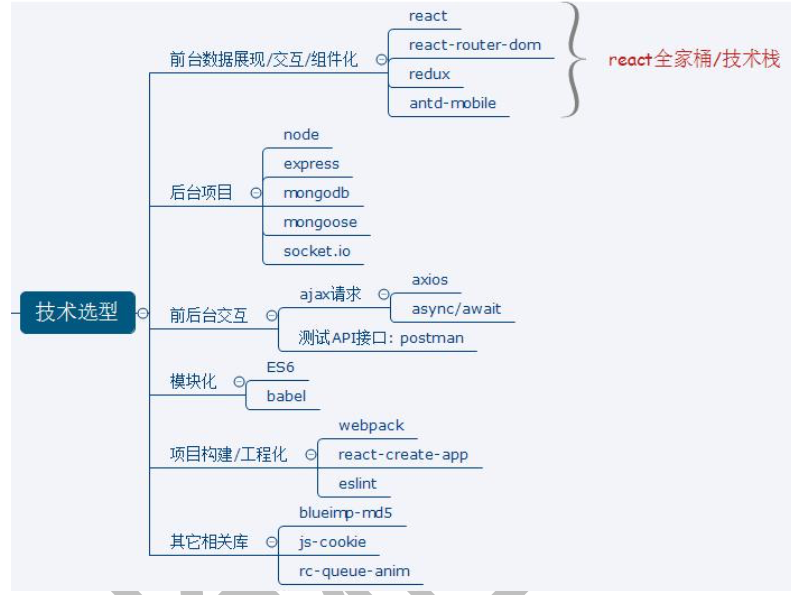 技术选型
前台数据展现/交互/组件化
react
react-router-dom
redux
antd-mobile
react全家桶/技术栈
后台项目
node
express
mongodb
mongoose
socket.io
前后台交互
ajax请求
axios
async/await
测试API接口: postman
模块化
ES6
babel
项目构建/工程化
webpack
react-create-app
eslint
其它相关库
blueimp-md5
js-cookie
rc-queue-anim